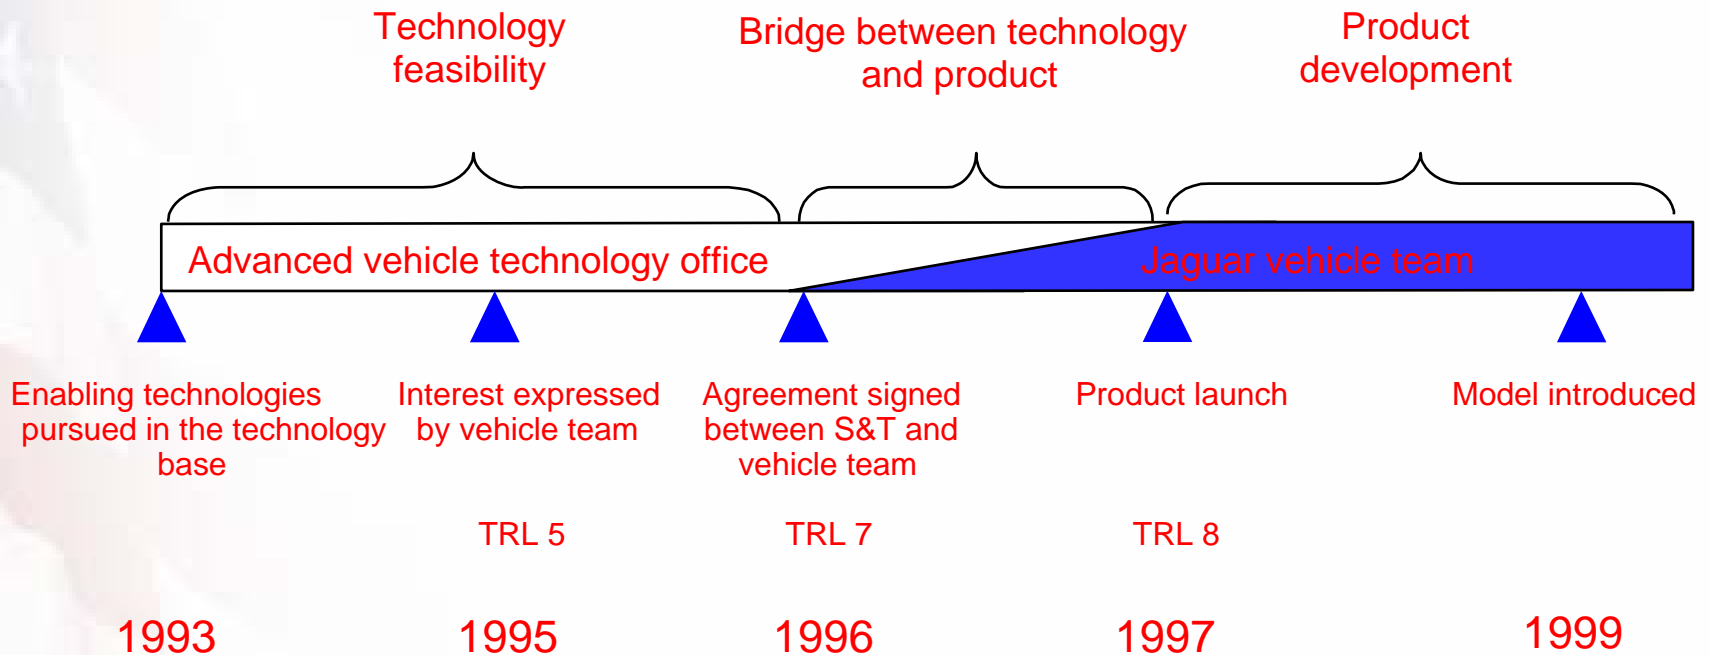 Technology
feasibility
Bridge between technology
and product
Product
development
Advanced vehicle technology office
Jaguar vehicle team
Enabling technologies
pursued in the technology
base
Interest expressed
by vehicle team
Agreement signed
between S&T and
vehicle team
Product launch
Model introduced
TRL 5
TRL 7
TRL 8
1993
1995
1996
1997
1999